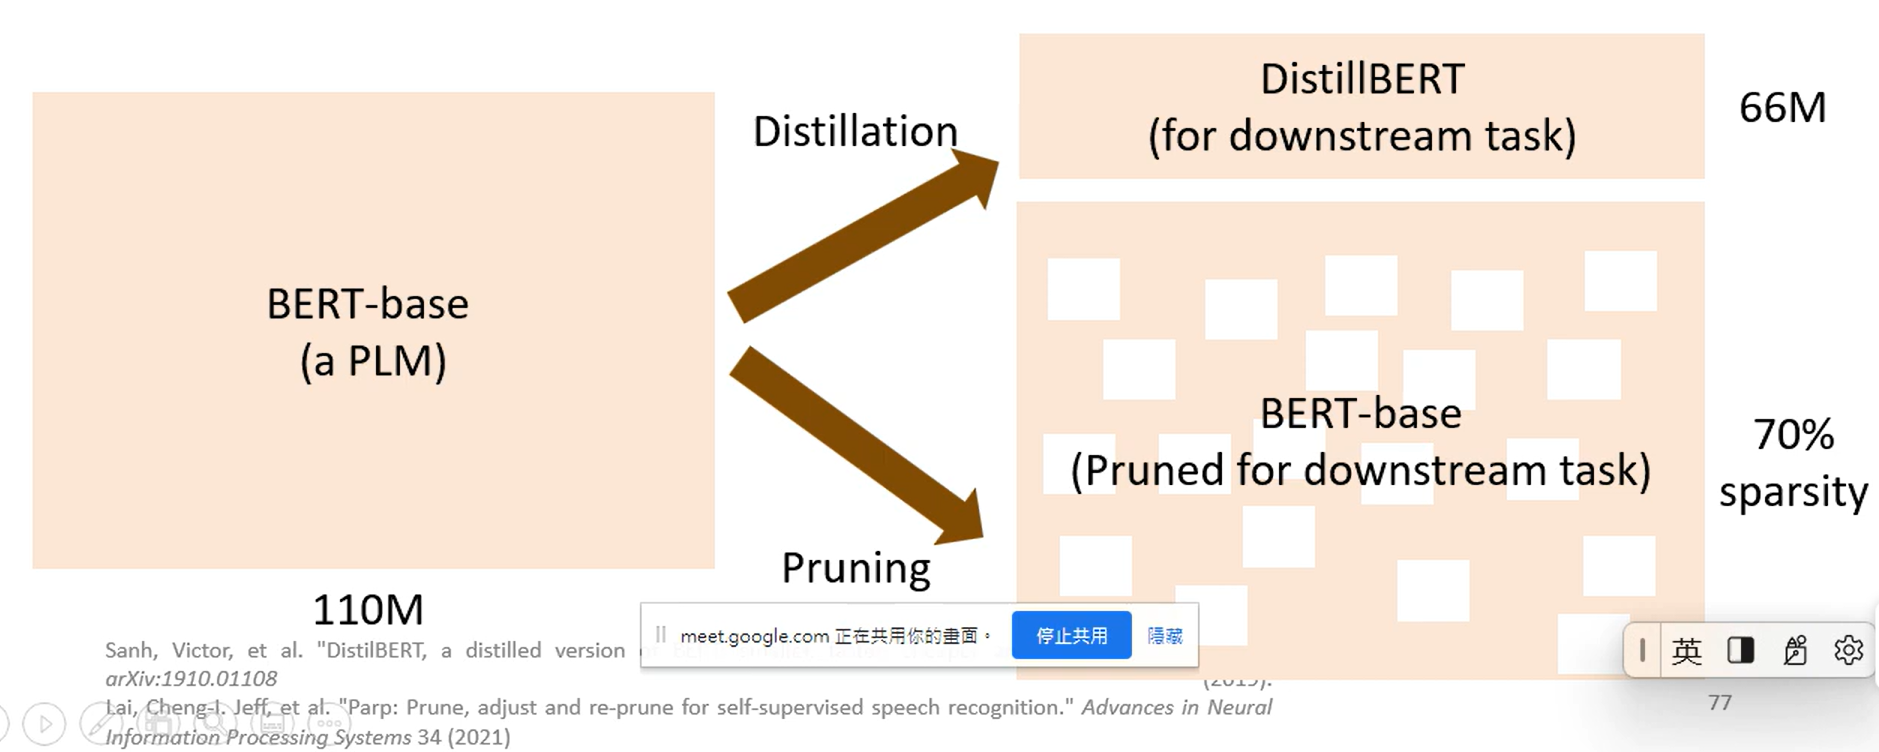 BERT-base
(a PLM)
110M
Distillation
Pruning
DistillBERT
(for downstream task)
66M
BERT-base
(Pruned for downstream task)
70%
sparsity
Sanh, Victor, et al. "DistilBERT, a distilled version
arXiv:1910.01108
(2019).
Lai, Cheng-I. Jeff, et al. "Parp: Prune, adjust and re-prune for self-supervised speech recognition." Advances in Neural
Information Processing Systems 34 (2021)
meet.google.com 正在共用你的畫面。
停止共用
隱藏
英
77